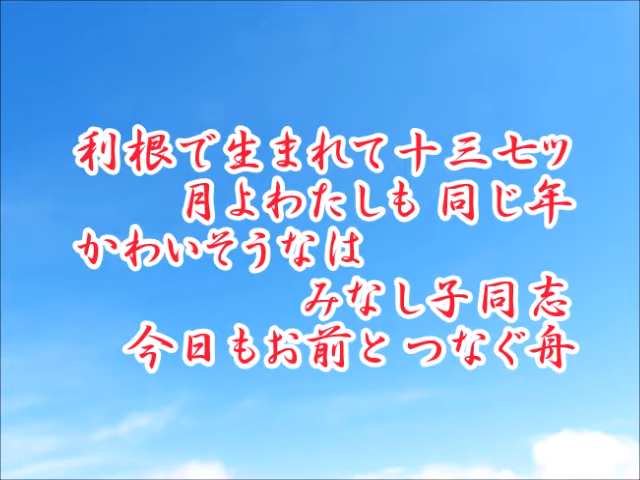 利根で生まれて十三七ツ
月よわたしも 同じ年
かわいそうなは
みなし子同志
今日もお前と つなぐ舟